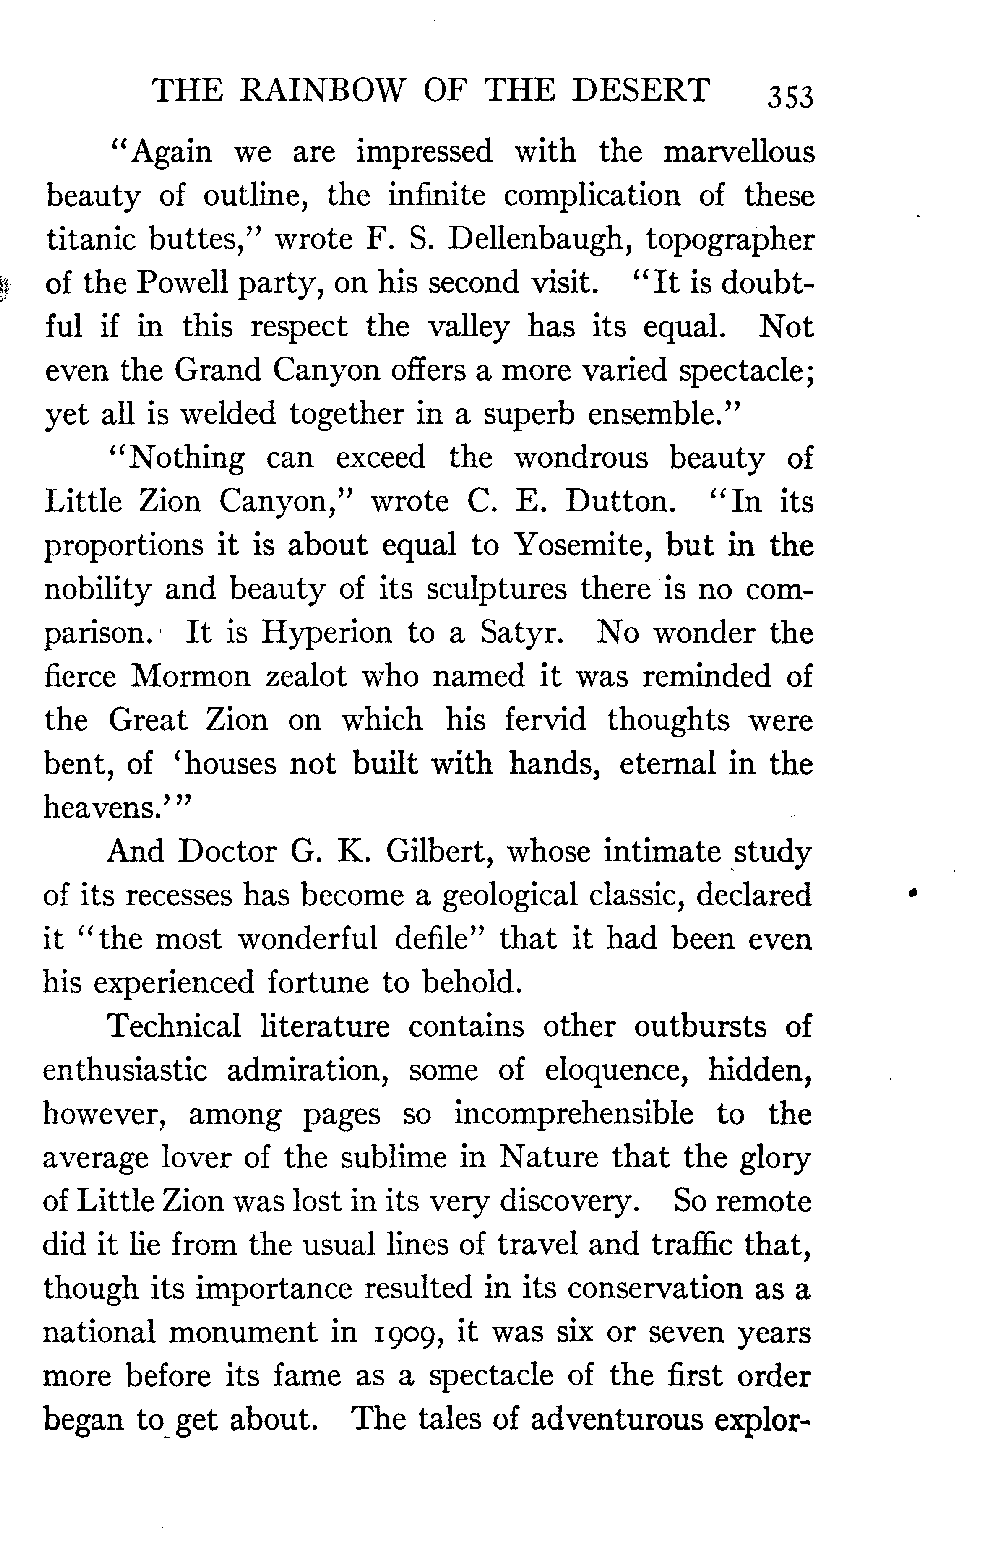 THE RAINBOW OF THE DESERT 353
"Again we are impressed with the marvellous
beauty of outline, the infinite complication of these
titanic buttes," wrote F. S. Dellenbaugh, topographer
of the Powell party, on his second visit. "It is doubt-
ful if in this respect the valley has its equal. Not
even the Grand Canyon offers a more varied spectacle;
yet all is welded together in a superb ensemble."
"Nothing can exceed the wondrous beauty of
Little Zion Canyon," wrote C. E. Dutton. "In its
proportions it is about equal to Yosemite, but in the
nobility and beauty of its sculptures there is no com-
parison. It is Hyperion to a Satyr. No wonder the
fierce Mormon zealot who named it was reminded of
the Great Zion on which his fervid thoughts were
bent, of 'houses not built with hands, eternal in the
heavens.'"
And Doctor G. K. Gilbert, whose intimate study
of its recesses has become a geological classic, declared
it "the most wonderful defile" that it had been even
his experienced fortune to behold.
Technical literature contains other outbursts of
enthusiastic admiration, some of eloquence, hidden,
however, among pages so incomprehensible to the
average lover of the sublime in Nature that the glory
of Little Zion was lost in its very discovery. So remote
did it lie from the usual lines of travel and traffic that,
though its importance resulted in its conservation as a
national monument in 1909, it was six or seven years
more before its fame as a spectacle of the first order
began to get about. The tales of adventurous explor-